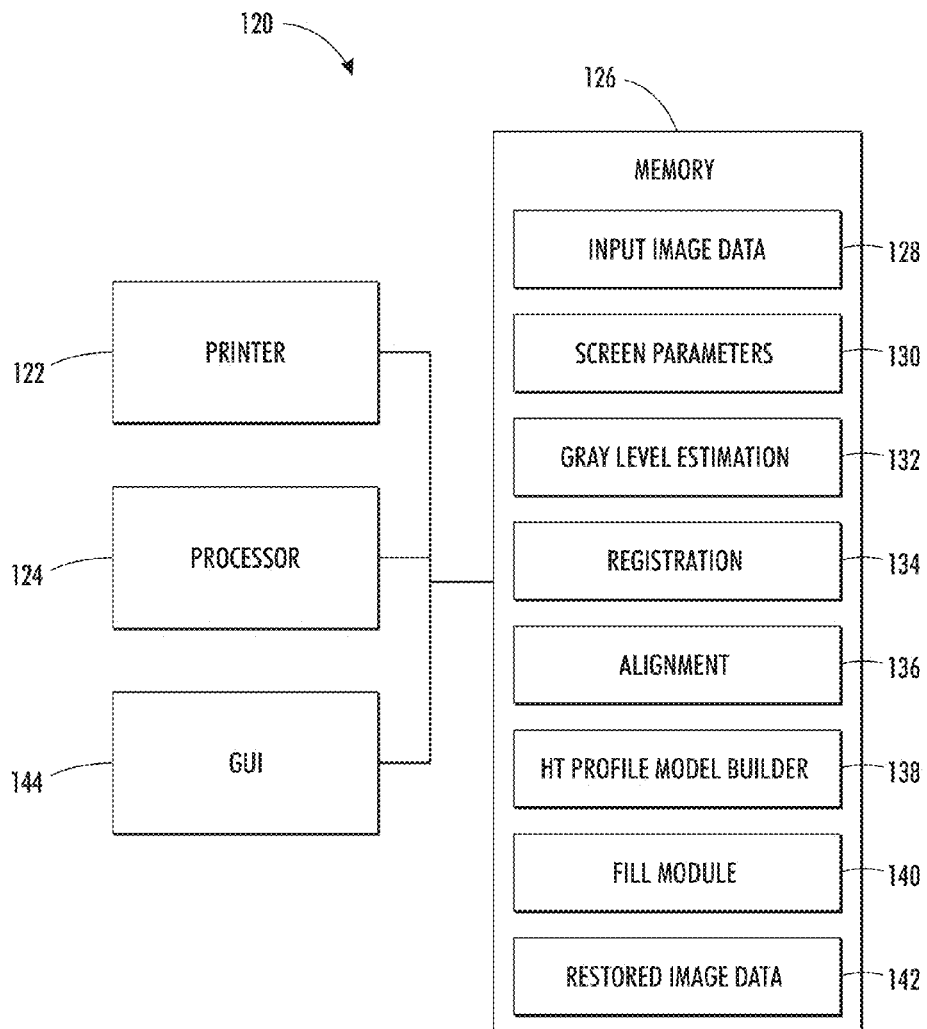 120
126
MEMORY
INPUT IMAGE DATA
128
SCREEN PARAMETERS
130
GRAY LEVEL ESTIMATION
132
REGISTRATION
134
ALIGNMENT
136
HT PROFILE MODEL BUILDER
138
FILL MODULE
140
RESTORED IMAGE DATA
142
PRINTER
122
PROCESSOR
124
GUI
144